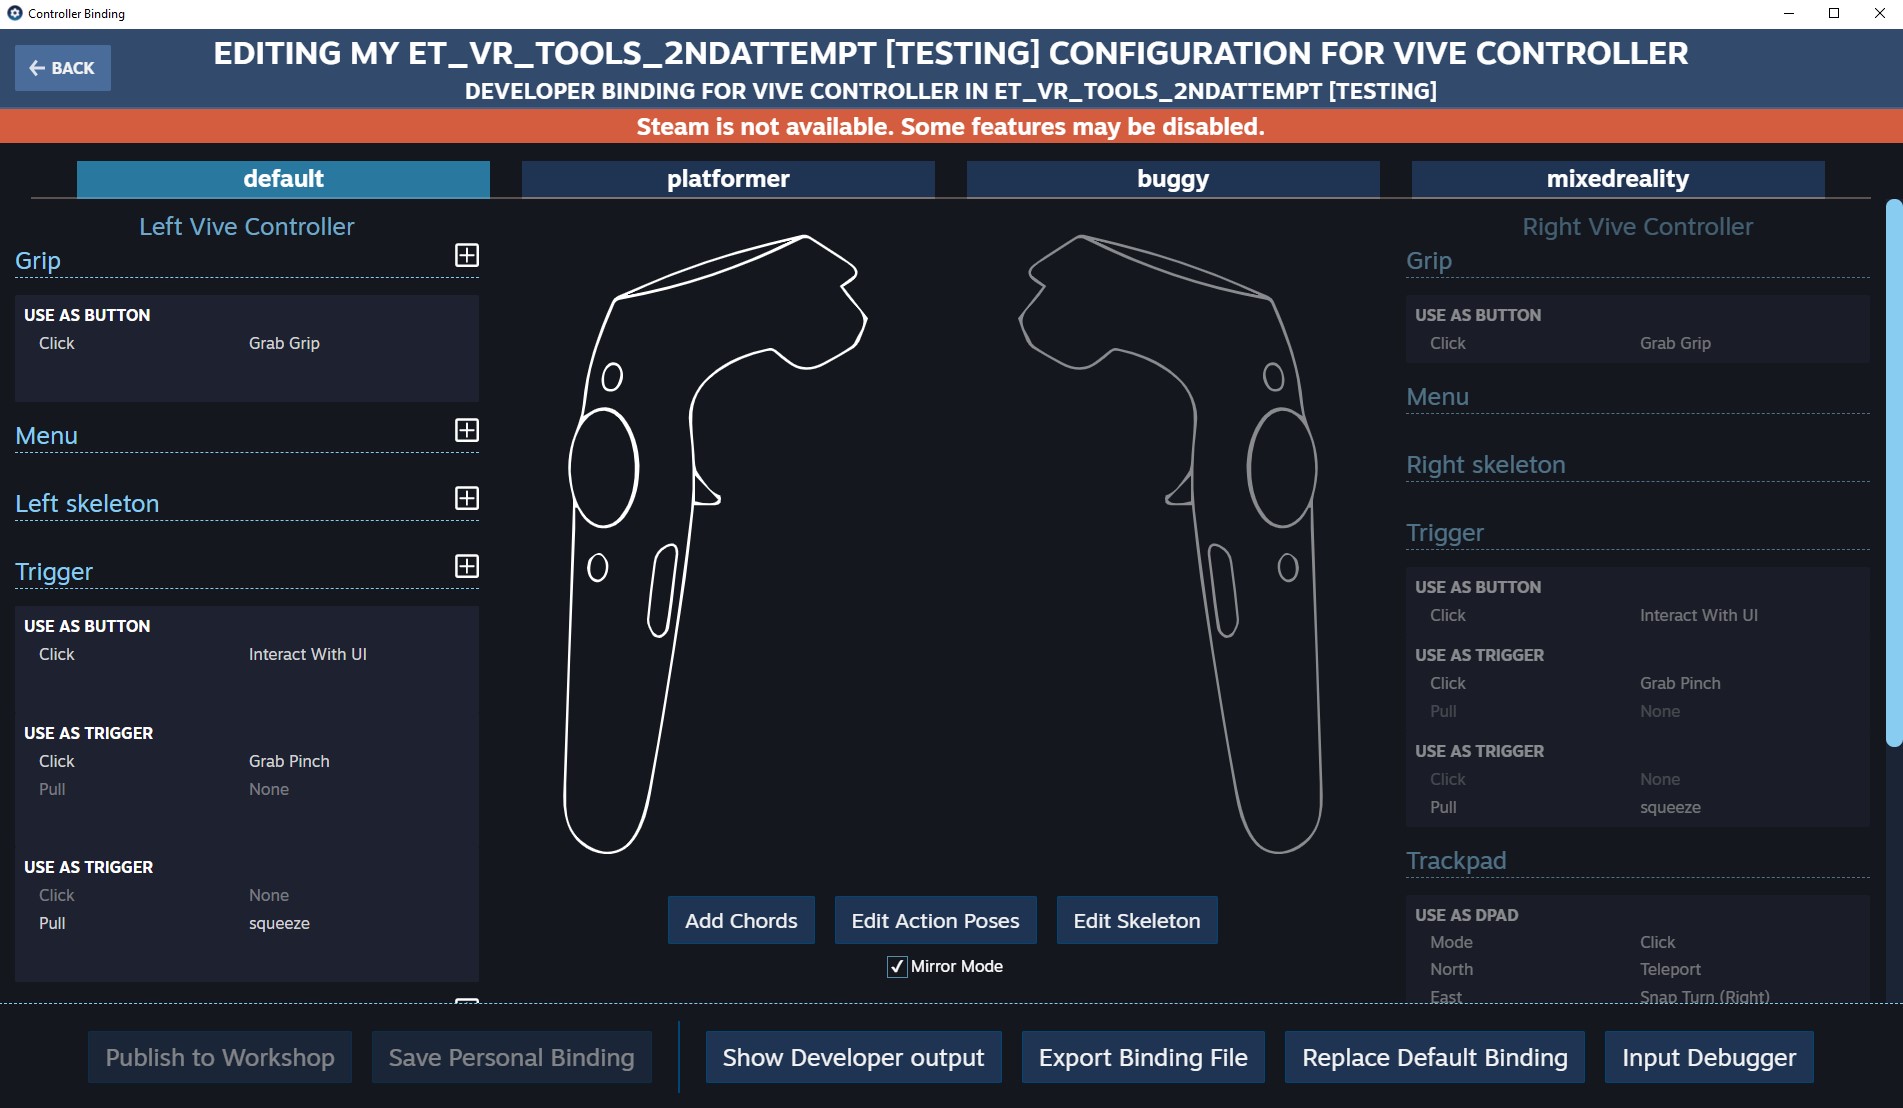 Controller Binding
BACK
EDITING MY ET_VR_TOOLS_2NDATTEMPT [TESTING] CONFIGURATION FOR VIVE CONTROLLER
DEVELOPER BINDING FOR VIVE CONTROLLER IN ET_VR_TOOLS_2NDATTEMPT [TESTING]
Steam is not available. Some features may be disabled.
default platformer buggy mixedreality
Left Vive Controller
Grip
USE AS BUTTON
Click Grab Grip
Menu
Left skeleton
Trigger
USE AS BUTTON
Click Interact With UI
USE AS TRIGGER
Click Grab Pinch
Pull None
USE AS TRIGGER
Click None
Pull squeeze
Add Chords Edit Action Poses Edit Skeleton
Mirror Mode
Right Vive Controller
Grip
USE AS BUTTON
Click Grab Grip
Menu
Right skeleton
Trigger
USE AS BUTTON
Click Interact With UI
USE AS TRIGGER
Click Grab Pinch
Pull None
USE AS TRIGGER
Click None
Pull squeeze
Trackpad
USE AS DPAD
Mode Click
North Teleport
East Snap Turn (Right)
Publish to Workshop Save Personal Binding Show Developer output Export Binding File Replace Default Binding Input Debugger